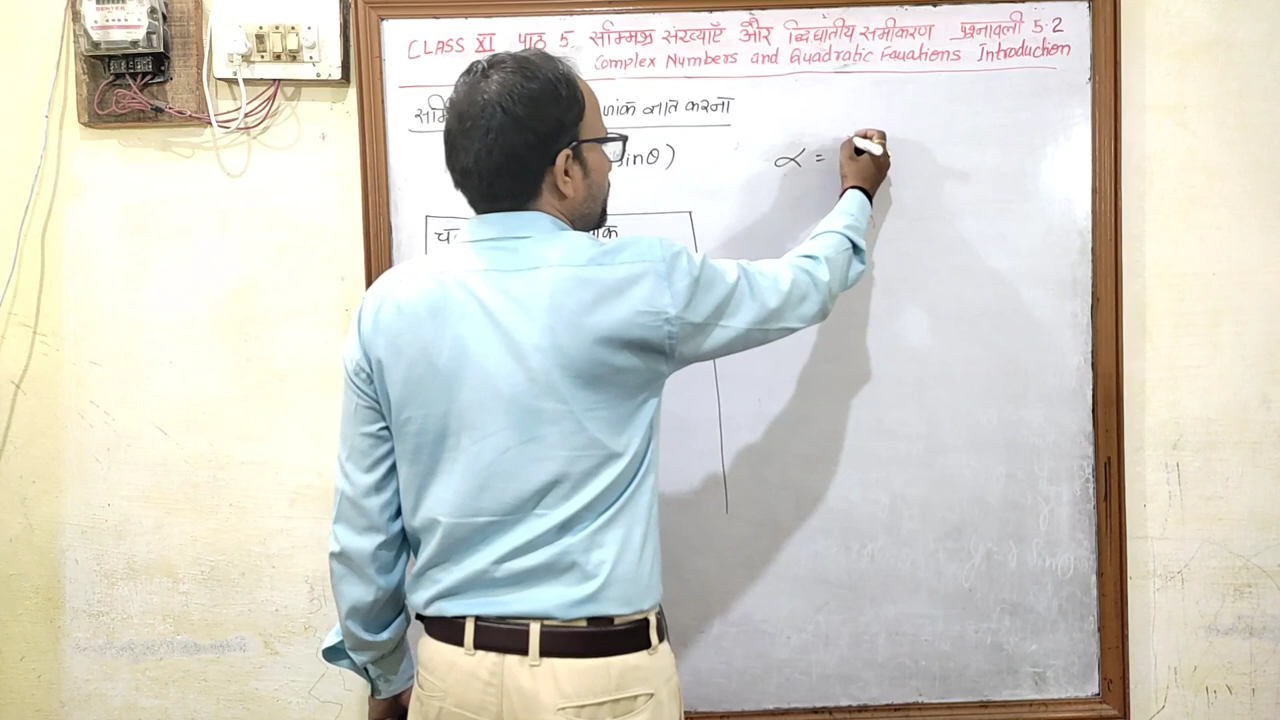 CLASS XI पाठ 5. सम्मिश्र संख्याएँ और द्विघातीय समीकरण प्रश्नावली 5.2
Complex Numbers and Quadratic Equations Introduction
णांक ज्ञात करना
sinθ)
α =
y = r Sinθ